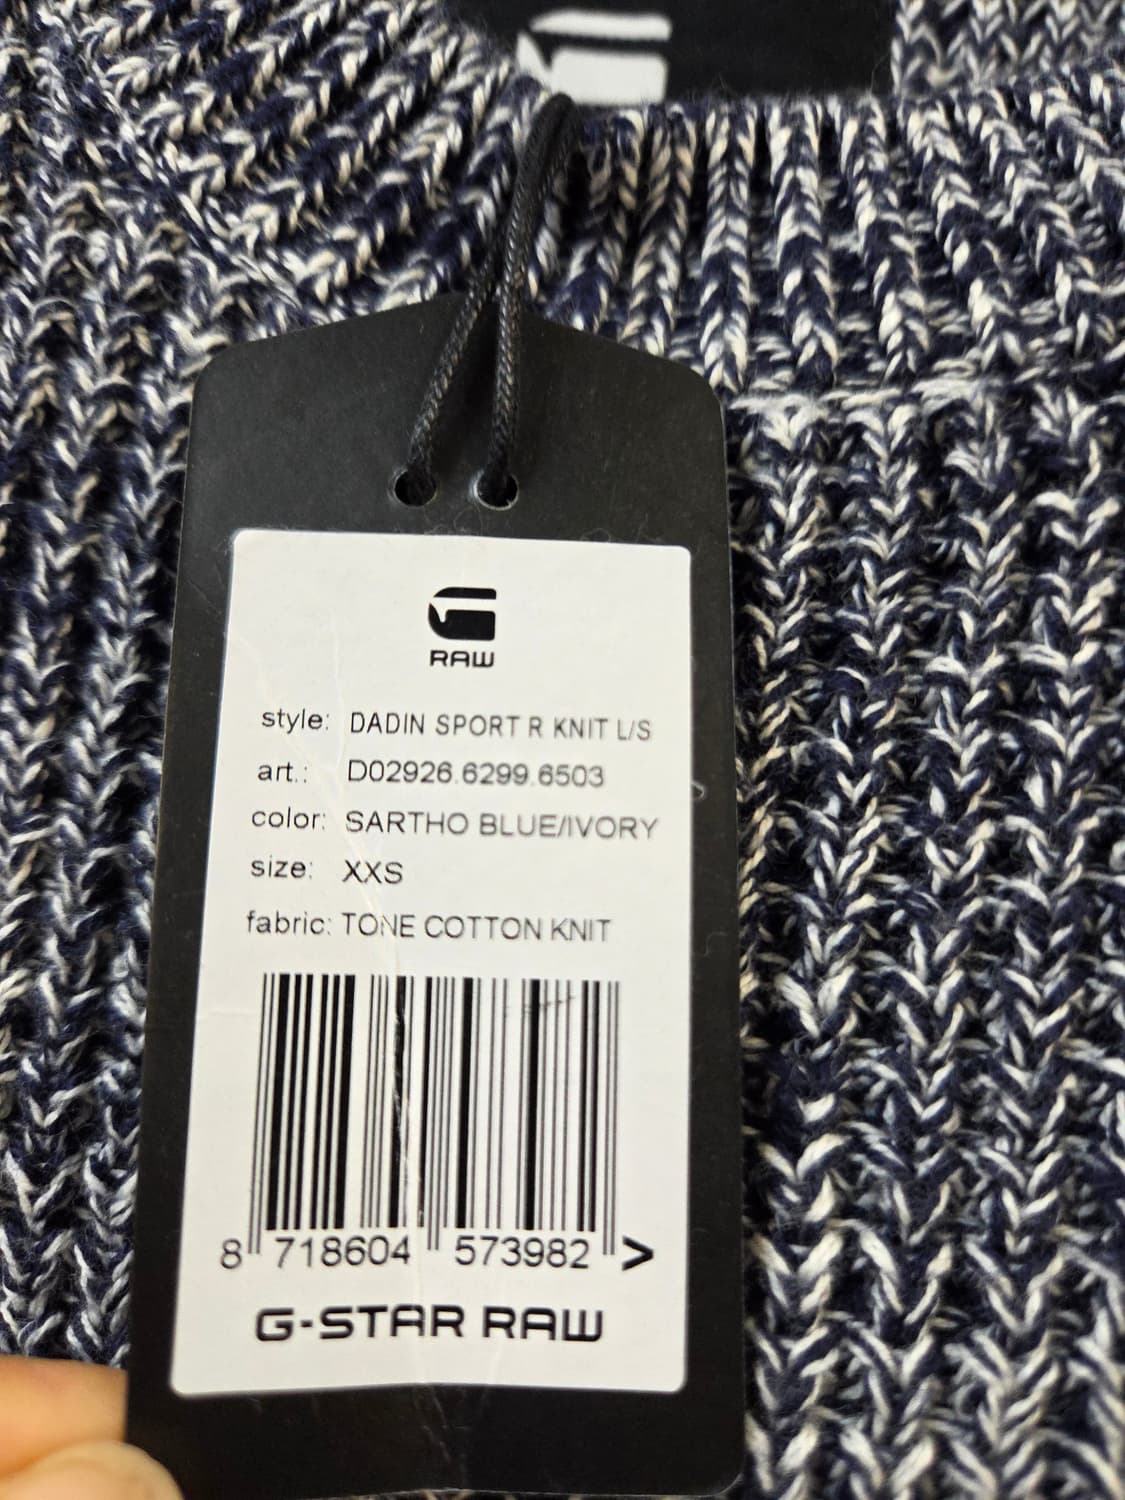 RAW
style: DADIN SPORT R KNIT L/S
art.: D02926.6299.6503
color: SARTHO BLUE/IVORY
size: XXS
fabric: TONE COTTON KNIT
8 718604 573982 >
G-STAR RAW